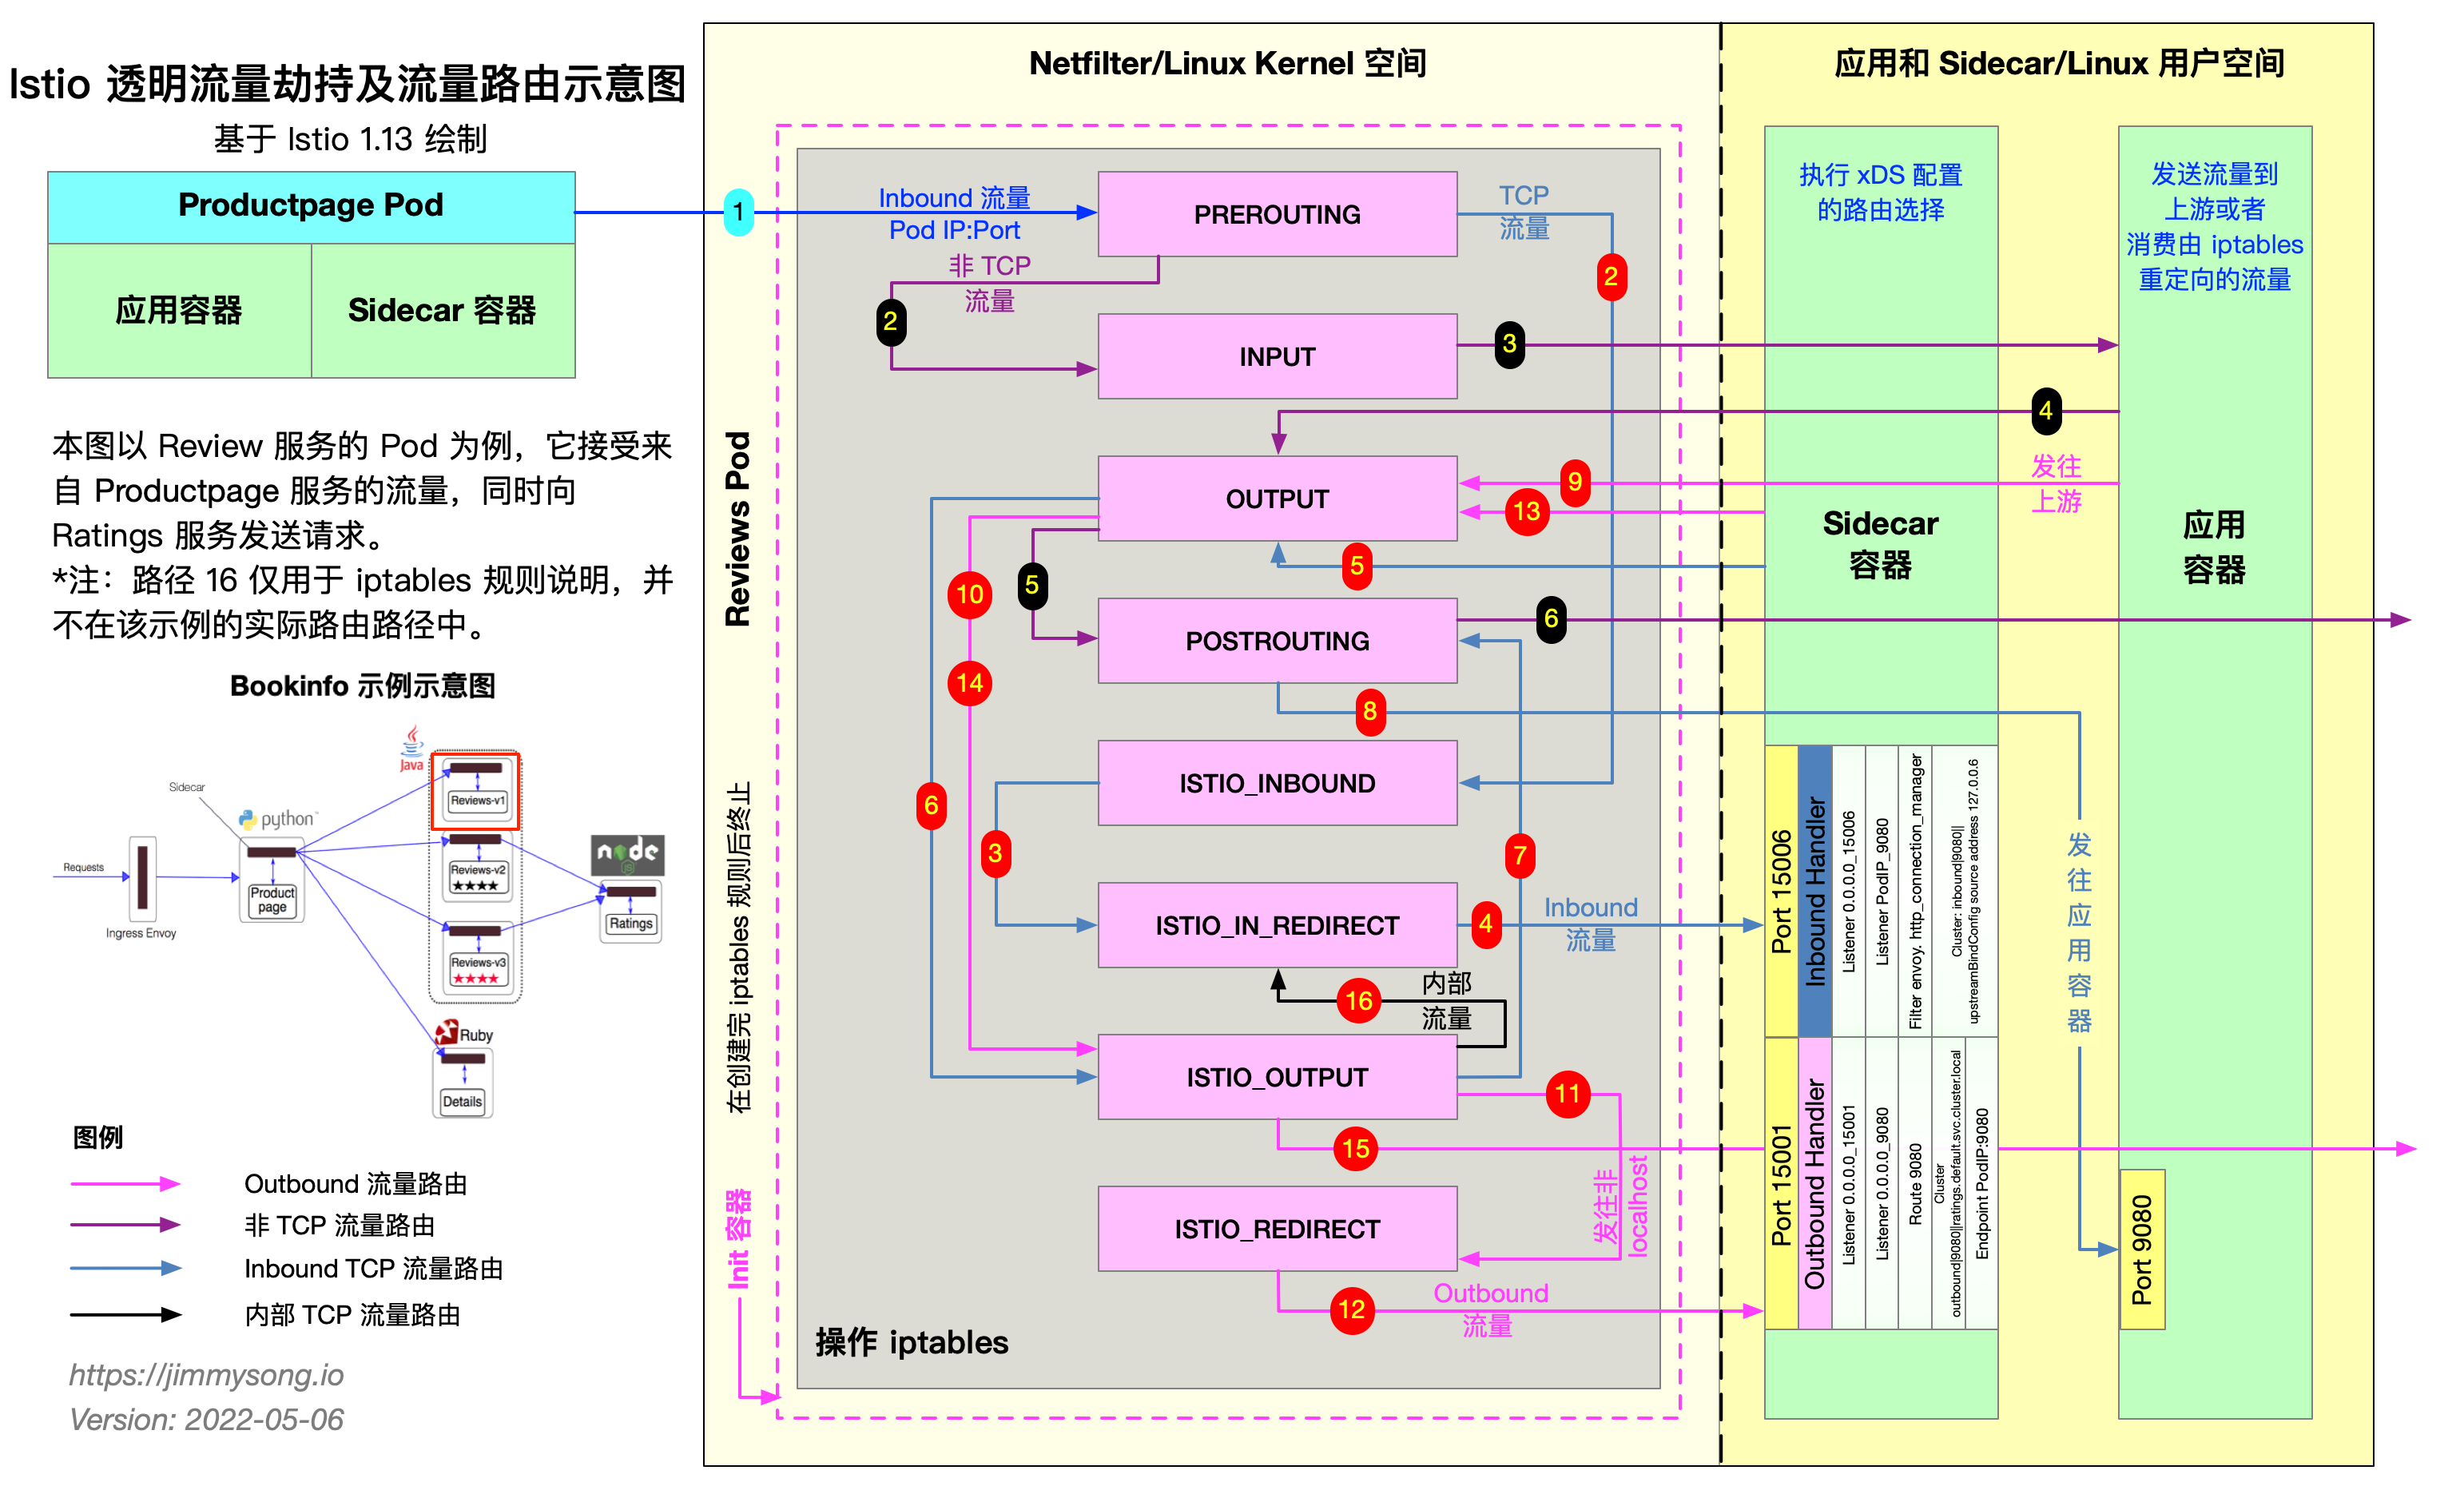 Istio 透明流量劫持及流量路由示意图
基于 Istio 1.13 绘制
Productpage Pod
应用容器
Sidecar 容器
本图以 Review 服务的 Pod 为例，它接受来
自 Productpage 服务的流量，同时向
Ratings 服务发送请求。
*注：路径 16 仅用于 iptables 规则说明，并
不在该示例的实际路由路径中。
Bookinfo 示例示意图
Sidecar
Requests
Ingress Envoy
python
Product
page
Java
Reviews-v1
Reviews-v2
★★★★
Reviews-v3
★★★★
node
JS
Ratings
Ruby
Details
图例
Outbound 流量路由
非 TCP 流量路由
Inbound TCP 流量路由
内部 TCP 流量路由
https://jimmysong.io
Version: 2022-05-06
Reviews Pod
在创建完 iptables 规则后终止
Init 容器
Netfilter/Linux Kernel 空间
1
Inbound 流量
Pod IP:Port
PREROUTING
TCP
流量
2
非 TCP
流量
2
INPUT
3
4
OUTPUT
9
13
5
10
5
POSTROUTING
6
14
8
ISTIO_INBOUND
6
3
7
ISTIO_IN_REDIRECT
4
Inbound
流量
16
内部
流量
ISTIO_OUTPUT
11
15
发往非
localhost
ISTIO_REDIRECT
12
Outbound
流量
操作 iptables
应用和 Sidecar/Linux 用户空间
执行 xDS 配置
的路由选择
Sidecar
容器
发往
上游
发送流量到
上游或者
消费由 iptables
重定向的流量
应用
容器
Port 15006
Inbound Handler
Listener 0.0.0.0_15006
Listener PodIP_9080
Filter envoy. http_connection_manager
Cluster: inbound|9080||
upstreamBindConfig source address 127.0.0.6
Port 15001
Outbound Handler
Listener 0.0.0.0_15001
Listener 0.0.0.0_9080
Route 9080
Cluster
outbound|9080||ratings.default.svc.cluster.local
Endpoint PodIP:9080
发往应用容器
Port 9080